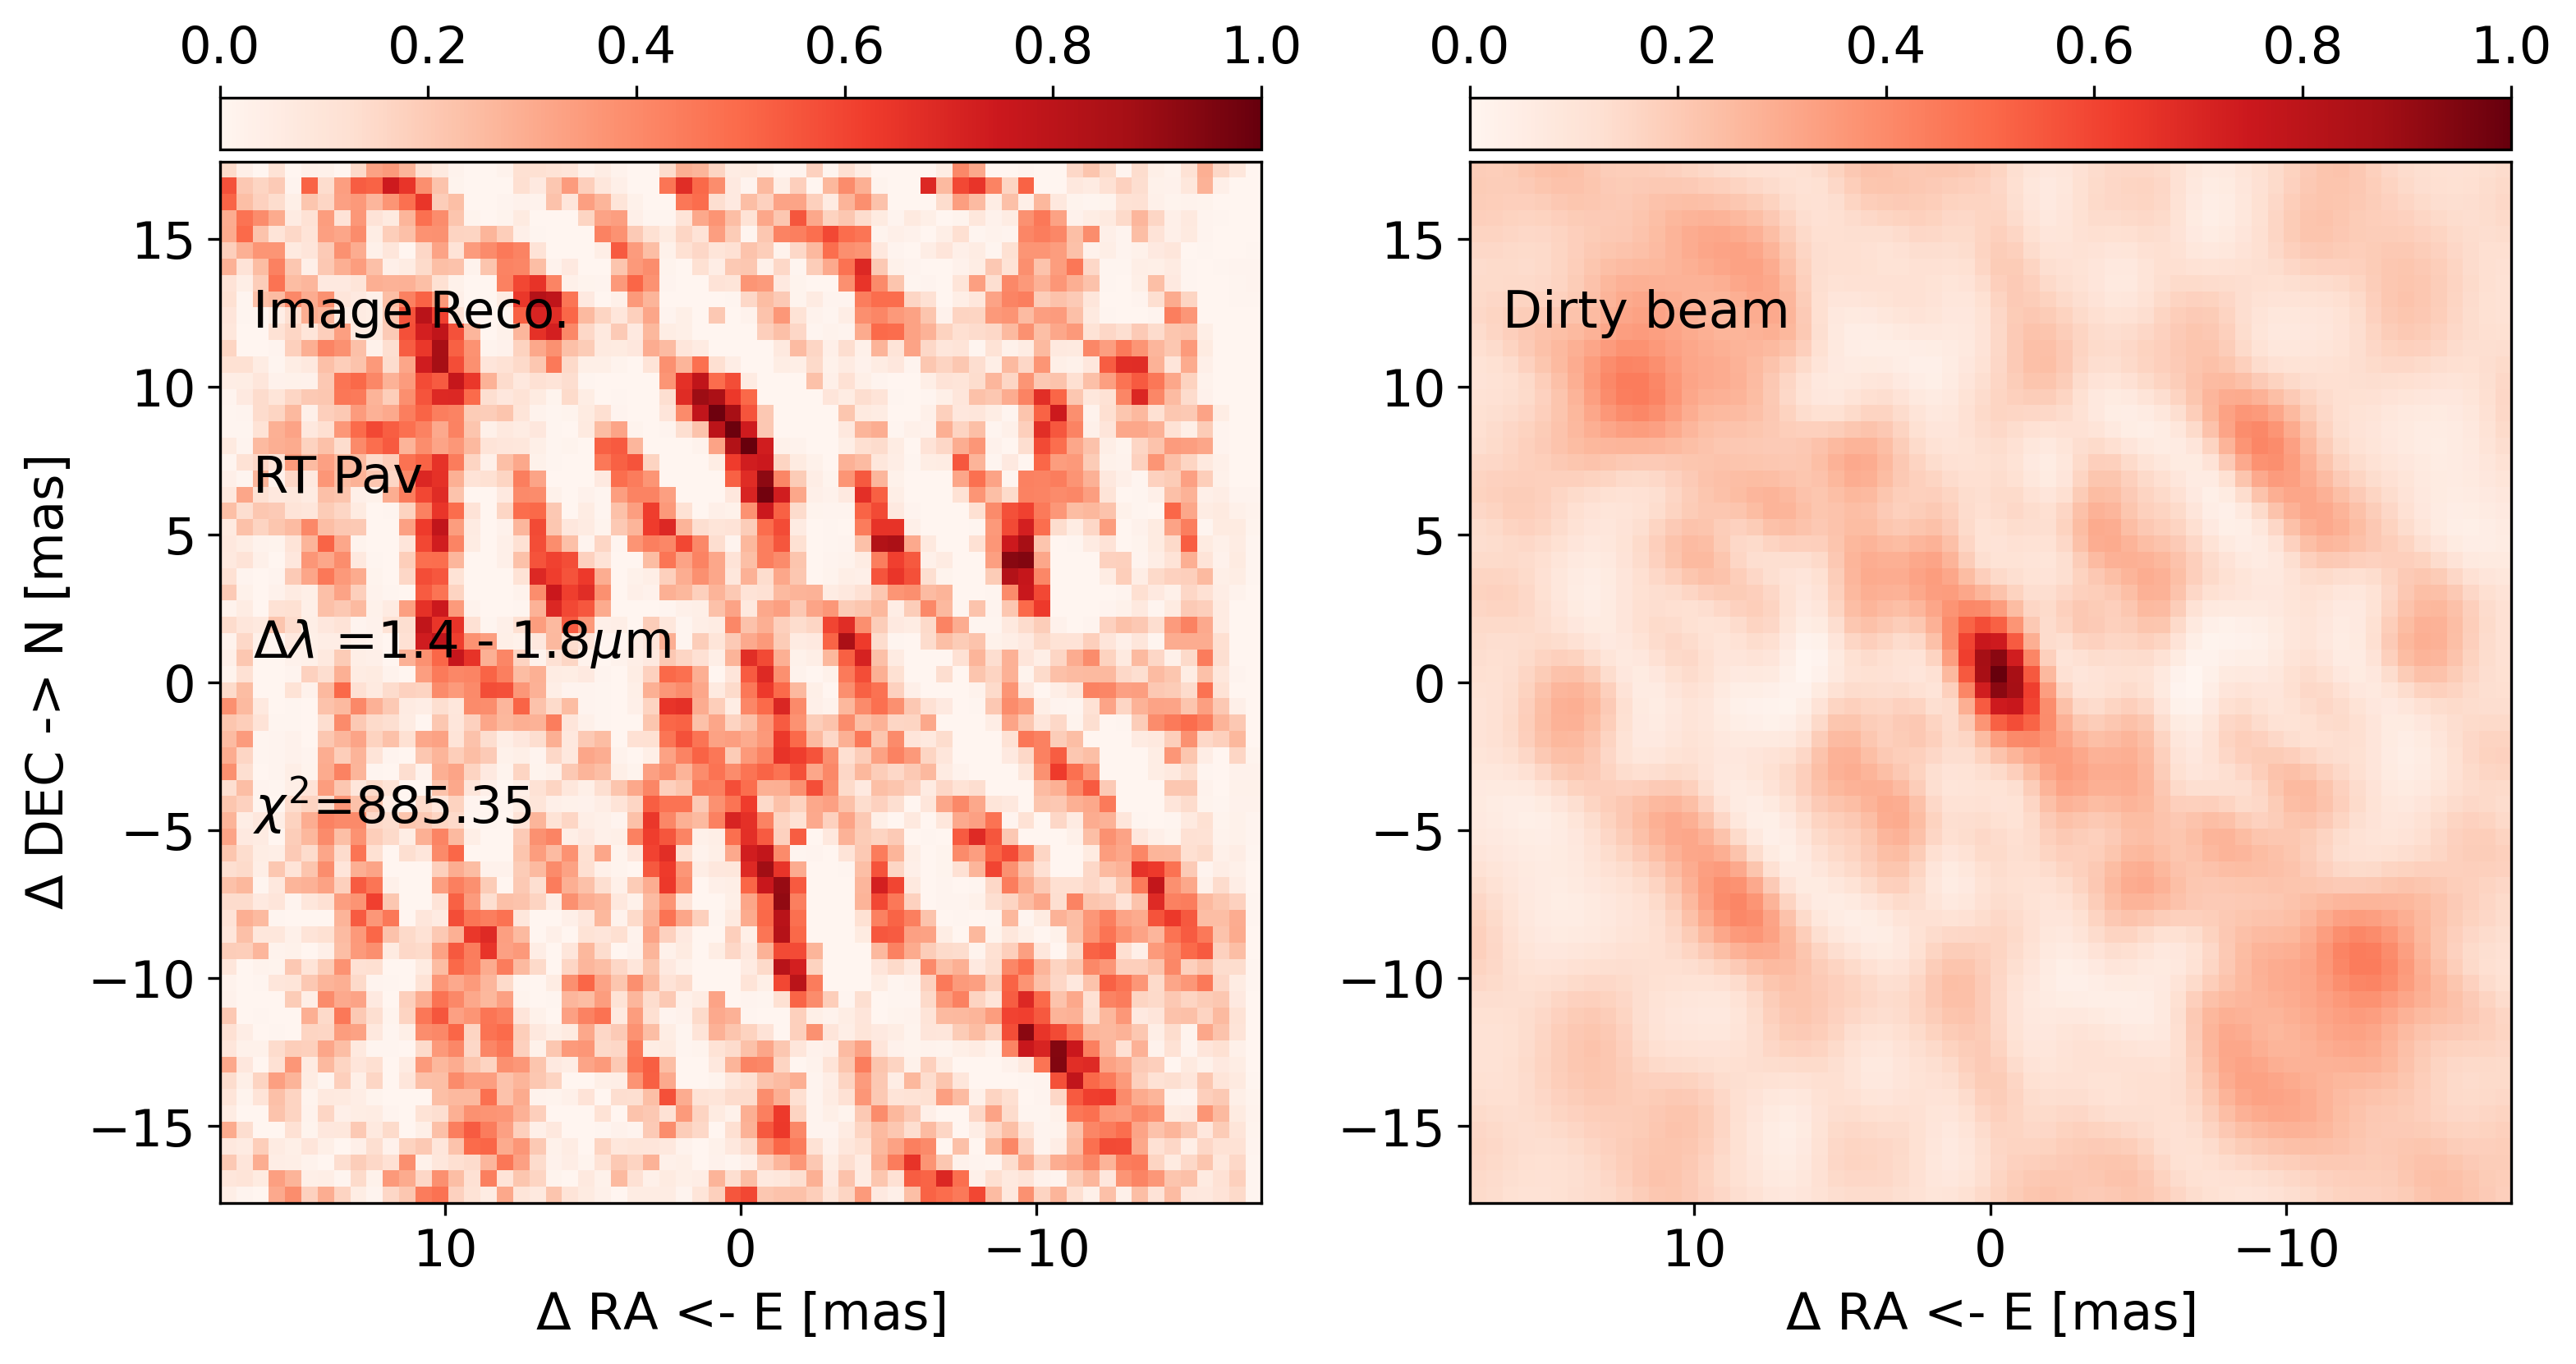 0.0 0.2 0.4 0.6 0.8 1.0
0.0 0.2 0.4 0.6 0.8 1.0
Δ DEC -> N [mas]
15
10
5
0
−5
−10
−15
Image Reco.
RT Pav
Δλ =1.4 - 1.8μm
χ²=885.35
10 0 −10
Δ RA <- E [mas]
15
10
5
0
−5
−10
−15
Dirty beam
10 0 −10
Δ RA <- E [mas]